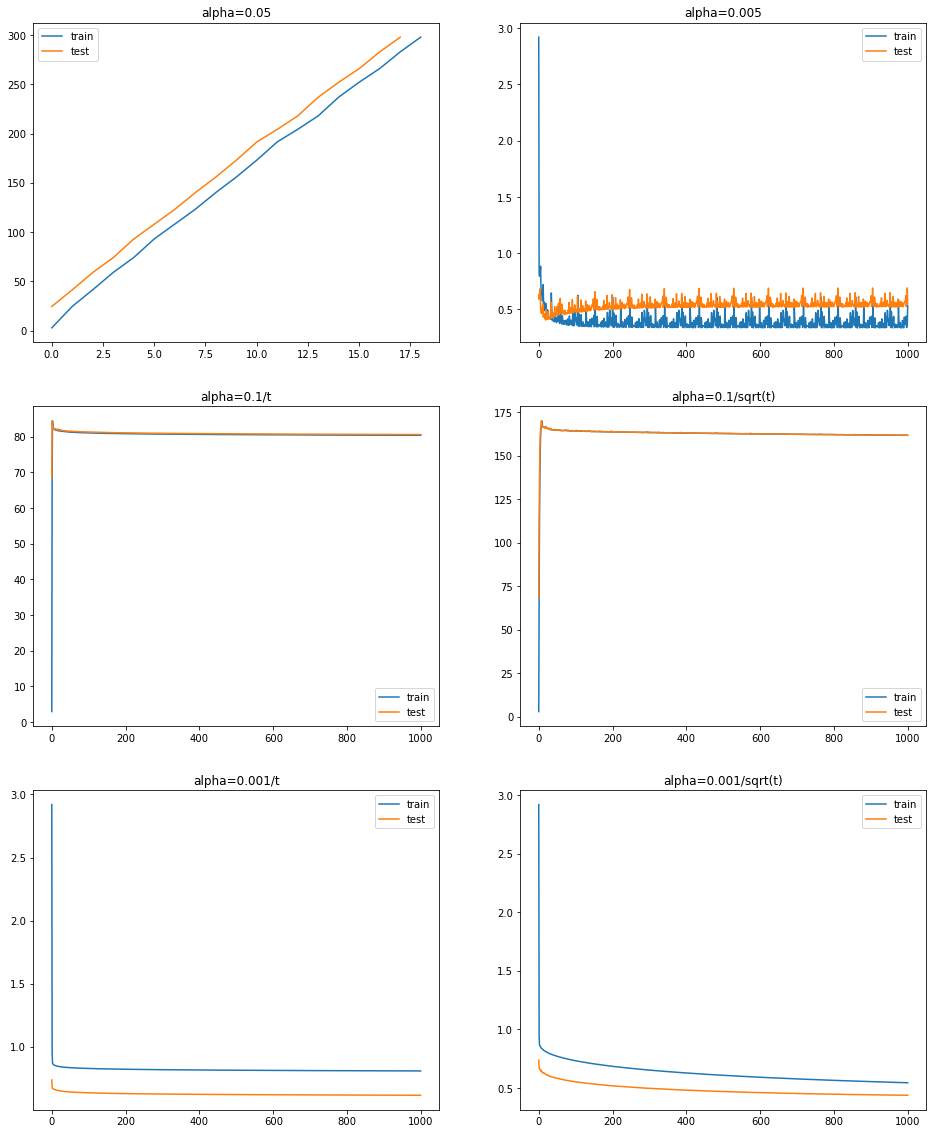 alpha=0.05
300
250
200
150
100
50
0
train
test
0.0 2.5 5.0 7.5 10.0 12.5 15.0 17.5
alpha=0.005
3.0
2.5
2.0
1.5
1.0
0.5
train
test
0 200 400 600 800 1000
alpha=0.1/t
80
70
60
50
40
30
20
10
0
train
test
0 200 400 600 800 1000
alpha=0.1/sqrt(t)
175
150
125
100
75
50
25
0
train
test
0 200 400 600 800 1000
alpha=0.001/t
3.0
2.5
2.0
1.5
1.0
train
test
0 200 400 600 800 1000
alpha=0.001/sqrt(t)
3.0
2.5
2.0
1.5
1.0
0.5
train
test
0 200 400 600 800 1000